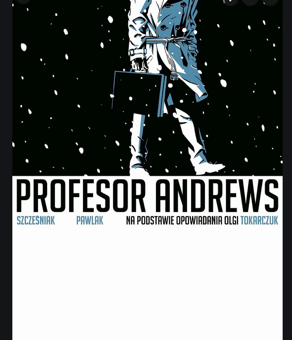 PROFESOR ANDREWS
SZCZEŚNIAK PAWLAK NA PODSTAWIE OPOWIADANIA OLGI TOKARCZUK